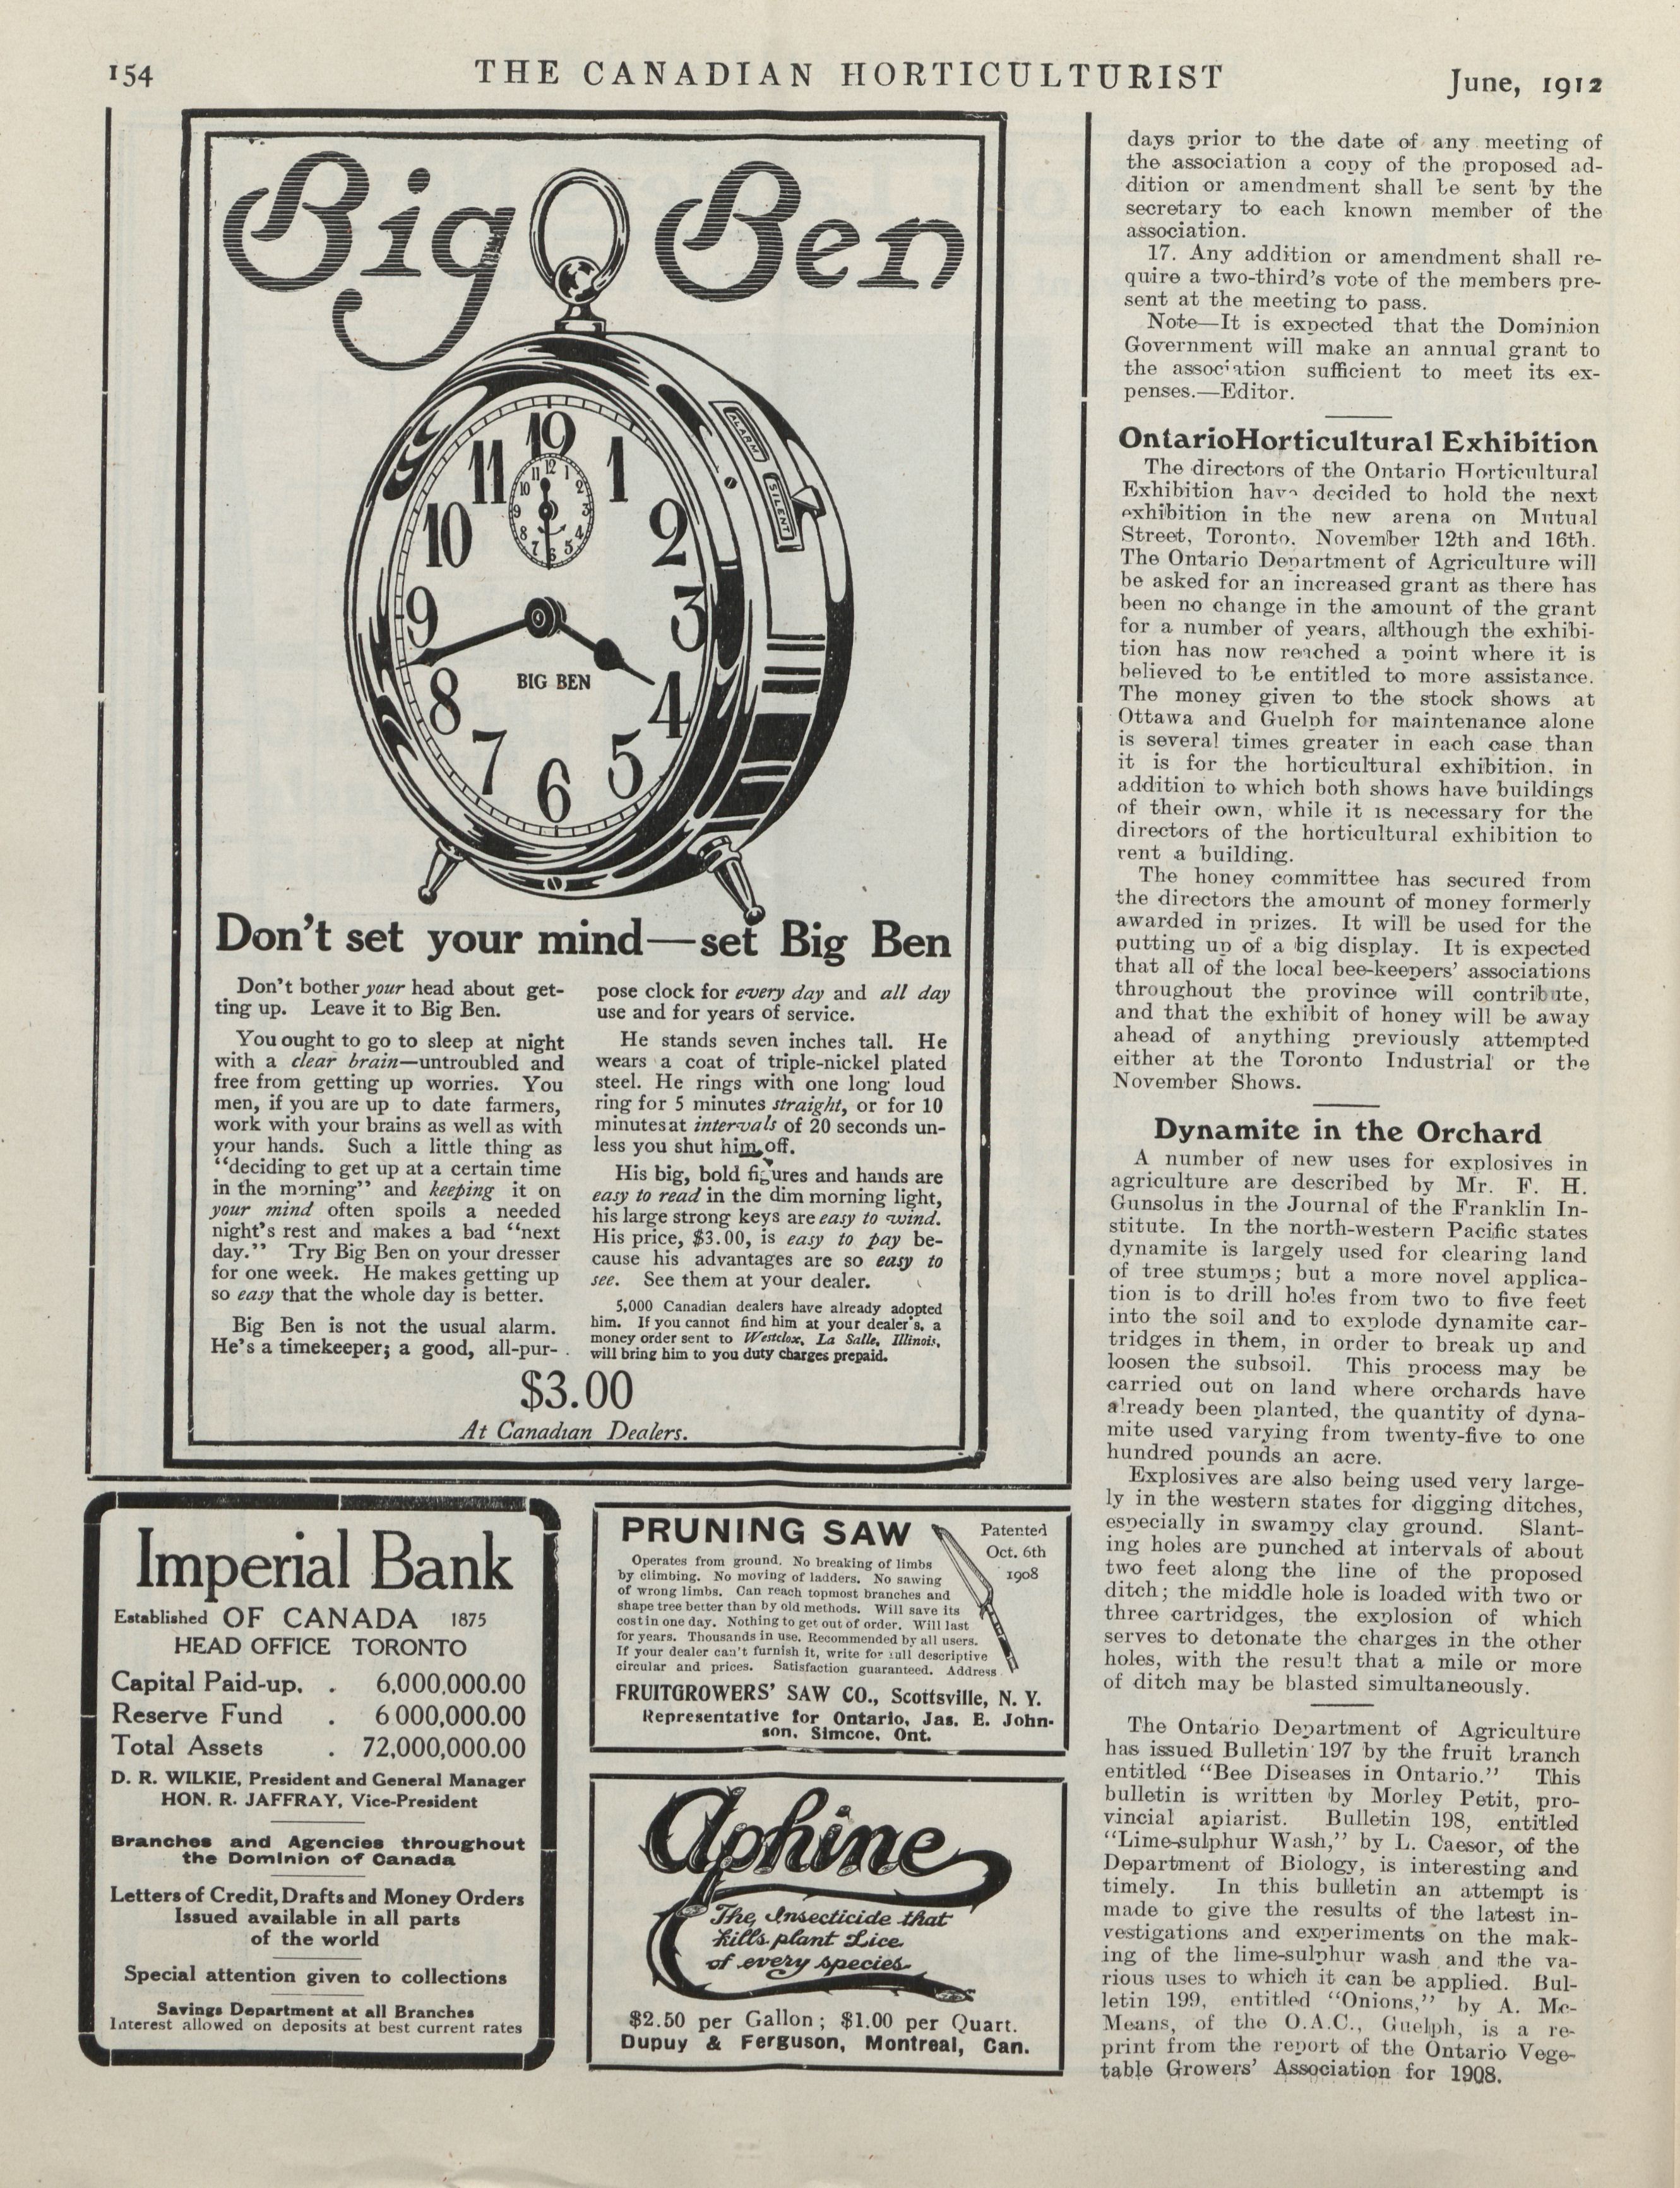 154
THE CANADIAN HORTICULTURIST
June, 1912
Big Ben
ALARM
SILENT
12
1
2
3
4
5
6
7
8
9
10
11
BIG BEN
Don't set your mind—set Big Ben
Don't bother your head about get-
ting up. Leave it to Big Ben.
You ought to go to sleep at night
with a clear brain—untroubled and
free from getting up worries. You
men, if you are up to date farmers,
work with your brains as well as with
your hands. Such a little thing as
"deciding to get up at a certain time
in the morning" and keeping it on
your mind often spoils a needed
night's rest and makes a bad "next
day." Try Big Ben on your dresser
for one week. He makes getting up
so easy that the whole day is better.
Big Ben is not the usual alarm.
He's a timekeeper; a good, all-pur-
pose clock for every day and all day
use and for years of service.
He stands seven inches tall. He
wears a coat of triple-nickel plated
steel. He rings with one long loud
ring for 5 minutes straight, or for 10
minutes at intervals of 20 seconds un-
less you shut him off.
His big, bold figures and hands are
easy to read in the dim morning light,
his large strong keys are easy to wind.
His price, $3.00, is easy to pay be-
cause his advantages are so easy to
see. See them at your dealer.
5,000 Canadian dealers have already adopted
him. If you cannot find him at your dealer's, a
money order sent to Westclox, La Salle, Illinois,
will bring him to you duty charges prepaid.
$3.00
At Canadian Dealers.
Imperial Bank
Established OF CANADA 1875
HEAD OFFICE TORONTO
Capital Paid-up. . 6,000,000.00
Reserve Fund . 6 000,000.00
Total Assets . 72,000,000.00
D. R. WILKIE, President and General Manager
HON. R. JAFFRAY, Vice-President
Branches and Agencies throughout
the Dominion of Canada
Letters of Credit, Drafts and Money Orders
Issued available in all parts
of the world
Special attention given to collections
Savings Department at all Branches
Interest allowed on deposits at best current rates
PRUNING SAW
Patented
Oct. 6th
1908
Operates from ground. No breaking of limbs
by climbing. No moving of ladders. No sawing
of wrong limbs. Can reach topmost branches and
shape tree better than by old methods. Will save its
cost in one day. Nothing to get out of order. Will last
for years. Thousands in use. Recommended by all users.
If your dealer can't furnish it, write for full descriptive
circular and prices. Satisfaction guaranteed. Address
FRUITGROWERS' SAW CO., Scottsville, N. Y.
Representative for Ontario, Jas. E. John-
son, Simcoe, Ont.
Aphine
The Insecticide that
kills plant Lice
of every species
$2.50 per Gallon; $1.00 per Quart.
Dupuy & Ferguson, Montreal, Can.
days prior to the date of any meeting of
the association a copy of the proposed ad-
dition or amendment shall be sent by the
secretary to each known member of the
association.
17. Any addition or amendment shall re-
quire a two-third's vote of the members pre-
sent at the meeting to pass.
Note—It is expected that the Dominion
Government will make an annual grant to
the association sufficient to meet its ex-
penses.—Editor.
Ontario Horticultural Exhibition
The directors of the Ontario Horticultural
Exhibition have decided to hold the next
exhibition in the new arena on Mutual
Street, Toronto. November 12th and 16th.
The Ontario Department of Agriculture will
be asked for an increased grant as there has
been no change in the amount of the grant
for a number of years, although the exhibi-
tion has now reached a point where it is
believed to be entitled to more assistance.
The money given to the stock shows at
Ottawa and Guelph for maintenance alone
is several times greater in each case than
it is for the horticultural exhibition, in
addition to which both shows have buildings
of their own, while it is necessary for the
directors of the horticultural exhibition to
rent a building.
The honey committee has secured from
the directors the amount of money formerly
awarded in prizes. It will be used for the
putting up of a big display. It is expected
that all of the local bee-keepers' associations
throughout the province will contribute,
and that the exhibit of honey will be away
ahead of anything previously attempted
either at the Toronto Industrial or the
November Shows.
Dynamite in the Orchard
A number of new uses for explosives in
agriculture are described by Mr. F. H.
Gunsolus in the Journal of the Franklin In-
stitute. In the north-western Pacific states
dynamite is largely used for clearing land
of tree stumps; but a more novel applica-
tion is to drill holes from two to five feet
into the soil and to explode dynamite car-
tridges in them, in order to break up and
loosen the subsoil. This process may be
carried out on land where orchards have
already been planted, the quantity of dyna-
mite used varying from twenty-five to one
hundred pounds an acre.
Explosives are also being used very large-
ly in the western states for digging ditches,
especially in swampy clay ground. Slant-
ing holes are punched at intervals of about
two feet along the line of the proposed
ditch; the middle hole is loaded with two or
three cartridges, the explosion of which
serves to detonate the charges in the other
holes, with the result that a mile or more
of ditch may be blasted simultaneously.
The Ontario Department of Agriculture
has issued Bulletin 197 by the fruit branch
entitled "Bee Diseases in Ontario." This
bulletin is written by Morley Petit, pro-
vincial apiarist. Bulletin 198, entitled
"Lime-sulphur Wash," by L. Caesor, of the
Department of Biology, is interesting and
timely. In this bulletin an attempt is
made to give the results of the latest in-
vestigations and experiments on the mak-
ing of the lime-sulphur wash and the va-
rious uses to which it can be applied. Bul-
letin 199, entitled "Onions," by A. Mc-
Means, of the O.A.C., Guelph, is a re-
print from the report of the Ontario Vege-
table Growers' Association for 1908.